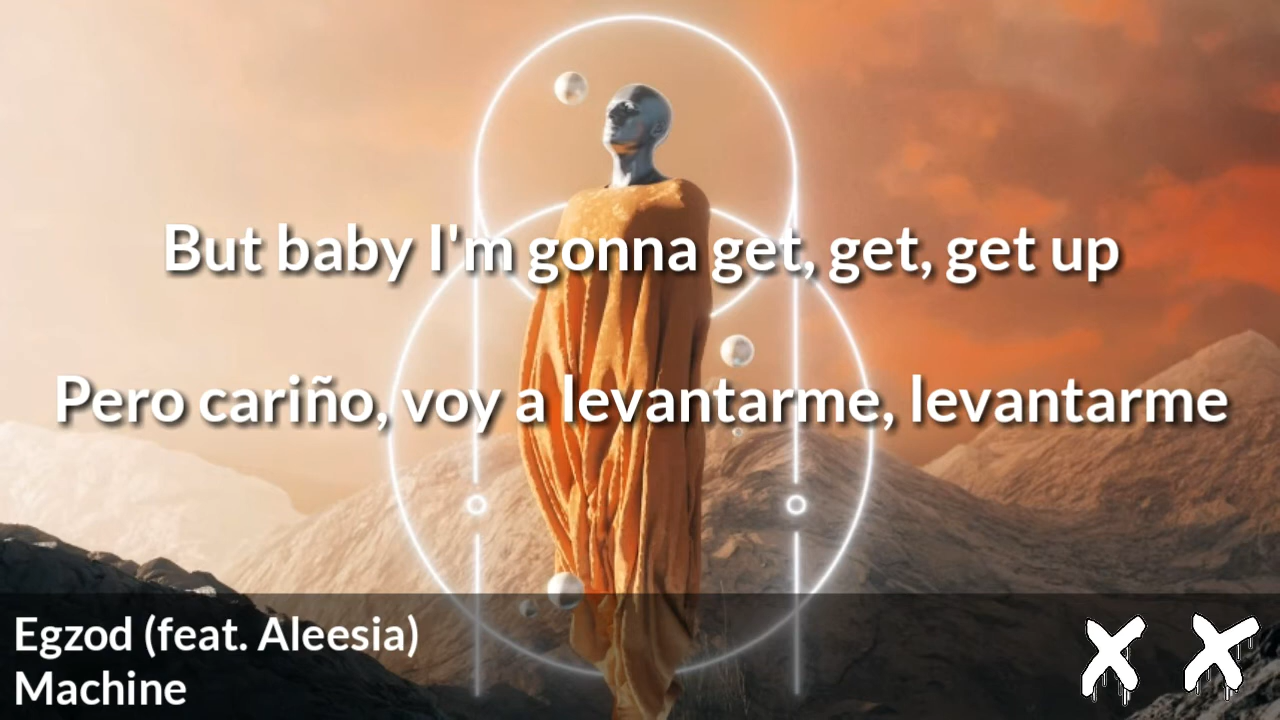 But baby I'm gonna get, get, get up
Pero cariño, voy a levantarme, levantarme
Egzod (feat. Aleesia)
Machine
X X